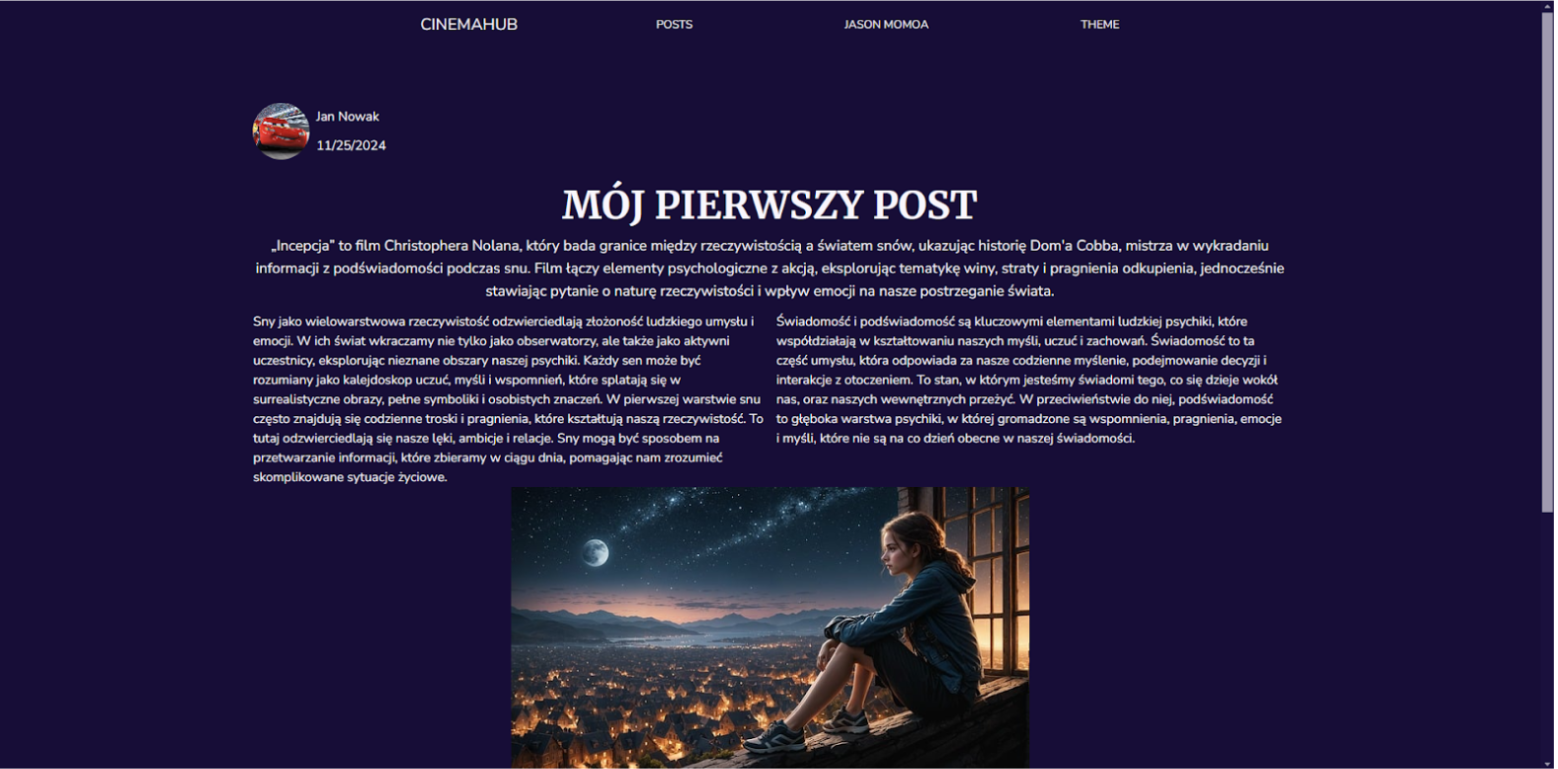 CINEMAHUB POSTS JASON MOMOA THEME
Jan Nowak
11/25/2024
MÓJ PIERWSZY POST
„Incepcja” to film Christophera Nolana, który bada granice między rzeczywistością a światem snów, ukazując historię Dom'a Cobba, mistrza w wykradaniu
informacji z podświadomości podczas snu. Film łączy elementy psychologiczne z akcją, eksplorując tematykę winy, straty i pragnienia odkupienia, jednocześnie
stawiając pytanie o naturę rzeczywistości i wpływ emocji na nasze postrzeganie świata.
Sny jako wielowarstwowa rzeczywistość odzwierciedlają złożoność ludzkiego umysłu i
emocji. W ich świat wkraczamy nie tylko jako obserwatorzy, ale także jako aktywni
uczestnicy, eksplorując nieznane obszary naszej psychiki. Każdy sen może być
rozumiany jako kalejdoskop uczuć, myśli i wspomnień, które splatają się w
surrealistyczne obrazy, pełne symboliki i osobistych znaczeń. W pierwszej warstwie snu
często znajdują się codzienne troski i pragnienia, które kształtują naszą rzeczywistość. To
tutaj odzwierciedlają się nasze lęki, ambicje i relacje. Sny mogą być sposobem na
przetwarzanie informacji, które zbieramy w ciągu dnia, pomagając nam zrozumieć
skomplikowane sytuacje życiowe.
Świadomość i podświadomość są kluczowymi elementami ludzkiej psychiki, które
współdziałają w kształtowaniu naszych myśli, uczuć i zachowań. Świadomość to ta
część umysłu, która odpowiada za nasze codzienne myślenie, podejmowanie decyzji i
interakcje z otoczeniem. To stan, w którym jesteśmy świadomi tego, co się dzieje wokół
nas, oraz naszych wewnętrznych przeżyć. W przeciwieństwie do niej, podświadomość
to głęboka warstwa psychiki, w której gromadzone są wspomnienia, pragnienia, emocje
i myśli, które nie są na co dzień obecne w naszej świadomości.